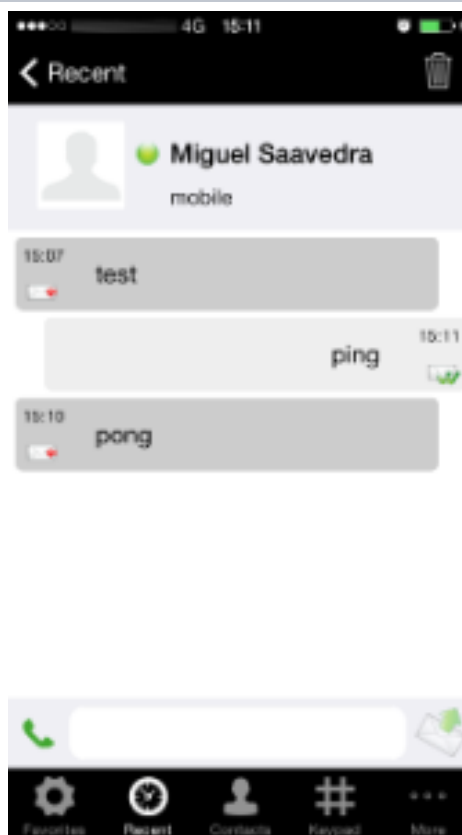 4G 15:11
Recent
Miguel Saavedra
mobile
15:07
test
15:11
ping
15:10
pong
Favorites Recent Contacts Keypad More